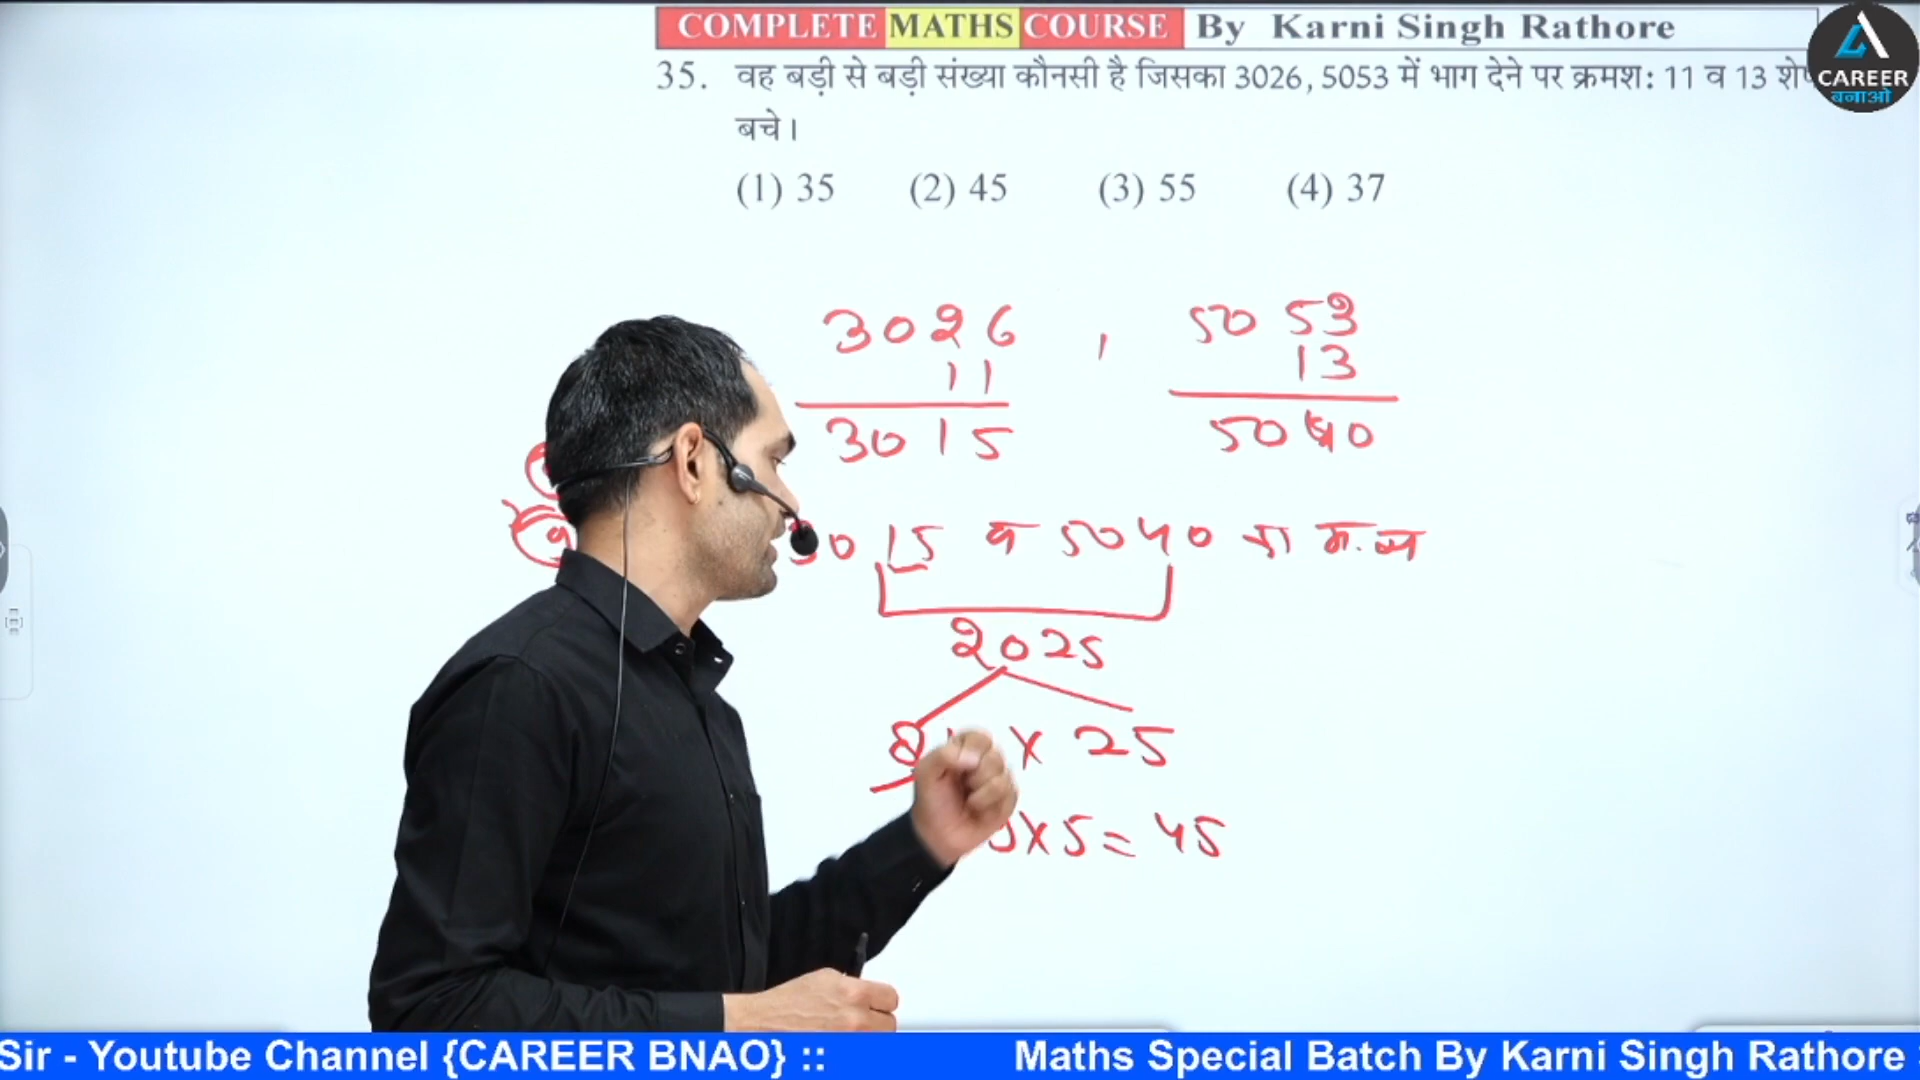 COMPLETE MATHS COURSE By Karni Singh Rathore
CAREER
बनाओ
35. वह बड़ी से बड़ी संख्या कौनसी है जिसका 3026, 5053 में भाग देने पर क्रमश: 11 व 13
बचे।
(1) 35 (2) 45 (3) 55 (4) 37
3026 , 5053
11 13
3015 5040
3015 व 5040 का म.स
2025
81 x 25
x5=45
Sir - Youtube Channel {CAREER BNAO} :: Maths Special Batch By Karni Singh Rathore